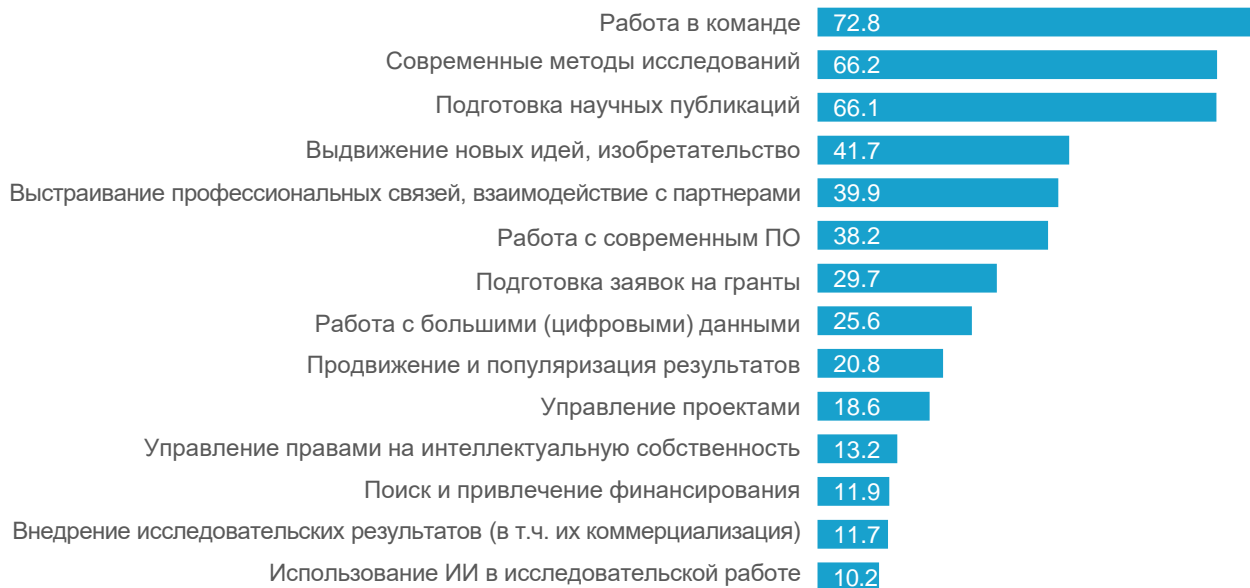 Работа в команде 72.8
Современные методы исследований 66.2
Подготовка научных публикаций 66.1
Выдвижение новых идей, изобретательство 41.7
Выстраивание профессиональных связей, взаимодействие с партнерами 39.9
Работа с современным ПО 38.2
Подготовка заявок на гранты 29.7
Работа с большими (цифровыми) данными 25.6
Продвижение и популяризация результатов 20.8
Управление проектами 18.6
Управление правами на интеллектуальную собственность 13.2
Поиск и привлечение финансирования 11.9
Внедрение исследовательских результатов (в т.ч. их коммерциализация) 11.7
Использование ИИ в исследовательской работе 10.2